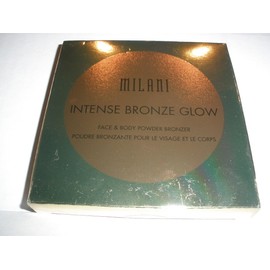 MILANI
INTENSE BRONZE GLOW
FACE & BODY POWDER BRONZER
POUDRE BRONZANTE POUR LE VISAGE ET LE CORPS